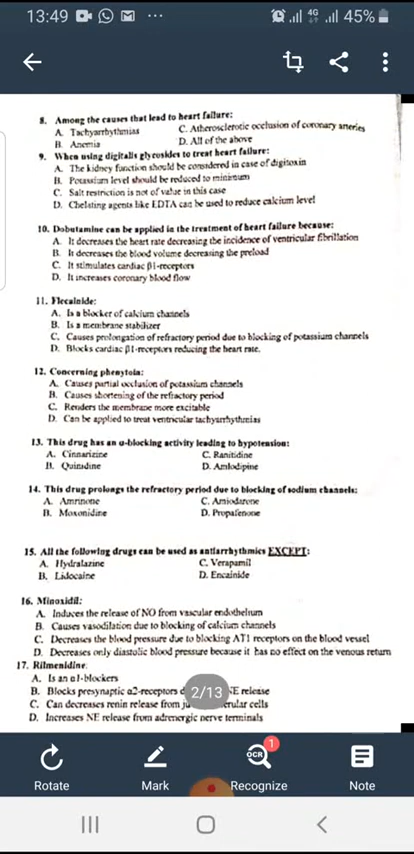 13:49
4G
45%
8. Among the causes that lead to heart failure:
A. Tachyarrhythmias C. Atherosclerotic occlusion of coronary arteries
B. Anemia D. All of the above
9. When using digitalis glycosides to treat heart failure:
A. The kidney function should be considered in case of digitoxin
B. Potassium level should be reduced to minimum
C. Salt restriction is not of value in this case
D. Chelating agents like EDTA can be used to reduce calcium level
10. Dobutamine can be applied in the treatment of heart failure because:
A. It decreases the heart rate decreasing the incidence of ventricular fibrillation
B. It decreases the blood volume decreasing the preload
C. It stimulates cardiac β1-receptors
D. It increases coronary blood flow
11. Flecainide:
A. Is a blocker of calcium channels
B. Is a membrane stabilizer
C. Causes prolongation of refractory period due to blocking of potassium channels
D. Blocks cardiac β1-receptors reducing the heart rate.
12. Concerning phenytoin:
A. Causes partial occlusion of potassium channels
B. Causes shortening of the refractory period
C. Renders the membrane more excitable
D. Can be applied to treat ventricular tachyarrhythmias
13. This drug has an α-blocking activity leading to hypotension:
A. Cinnarizine C. Ranitidine
B. Quinidine D. Amlodipine
14. This drug prolongs the refractory period due to blocking of sodium channels:
A. Amrinone C. Amiodarone
B. Moxonidine D. Propafenone
15. All the following drugs can be used as antiarrhythmics EXCEPT:
A. Hydralazine C. Verapamil
B. Lidocaine D. Encainide
16. Minoxidil:
A. Induces the release of NO from vascular endothelium
B. Causes vasodilation due to blocking of calcium channels
C. Decreases the blood pressure due to blocking AT1 receptors on the blood vessel
D. Decreases only diastolic blood pressure because it has no effect on the venous return
17. Rilmenidine:
A. Is an α1-blockers
B. Blocks presynaptic α2-receptors NE release
C. Can decreases renin release from cells
D. Increases NE release from adrenergic nerve terminals
2/13
OCR
1
Rotate Mark Recognize Note